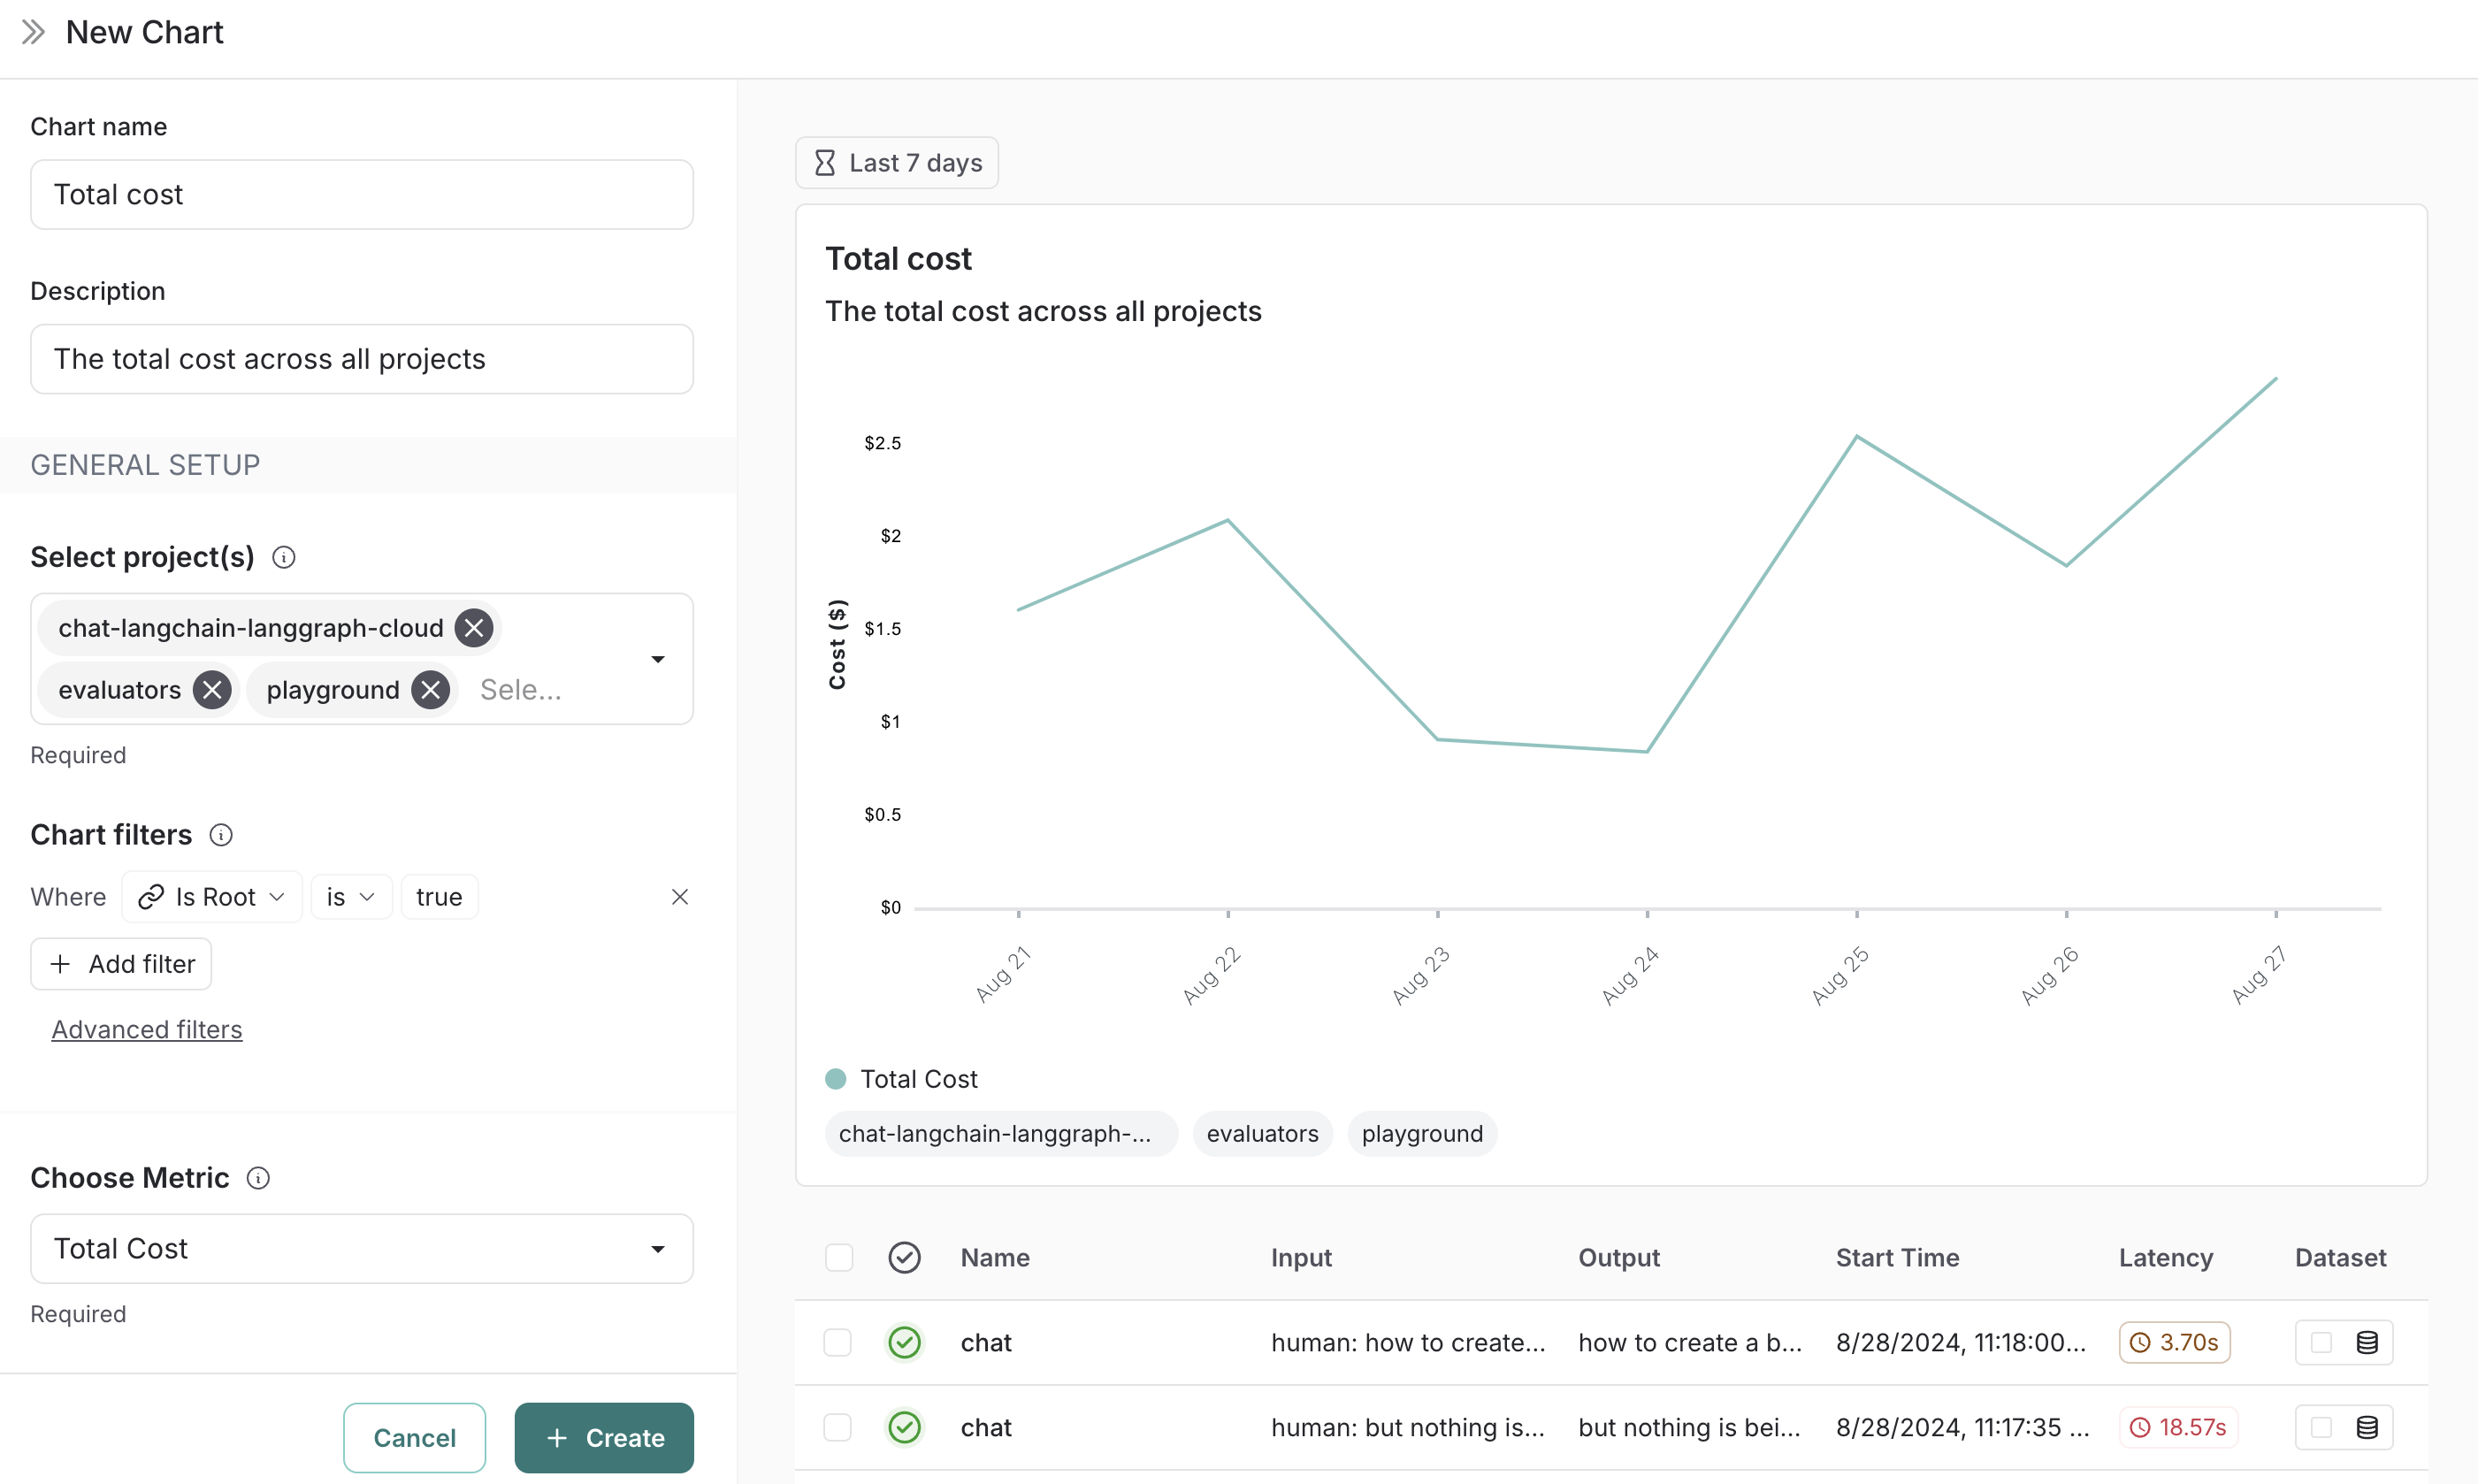 New Chart
Chart name
Total cost
Description
The total cost across all projects
GENERAL SETUP
Select project(s)
chat-langchain-langgraph-cloud
evaluators playground Sele...
Required
Chart filters
Where Is Root is true
+ Add filter
Advanced filters
Choose Metric
Total Cost
Required
Cancel + Create
Last 7 days
Total cost
The total cost across all projects
Cost ($)
$2.5
$2
$1.5
$1
$0.5
$0
Aug 21 Aug 22 Aug 23 Aug 24 Aug 25 Aug 26 Aug 27
Total Cost
chat-langchain-langgraph-... evaluators playground
Name Input Output Start Time Latency Dataset
chat human: how to create... how to create a b... 8/28/2024, 11:18:00... 3.70s
chat human: but nothing is... but nothing is bei... 8/28/2024, 11:17:35 ... 18.57s